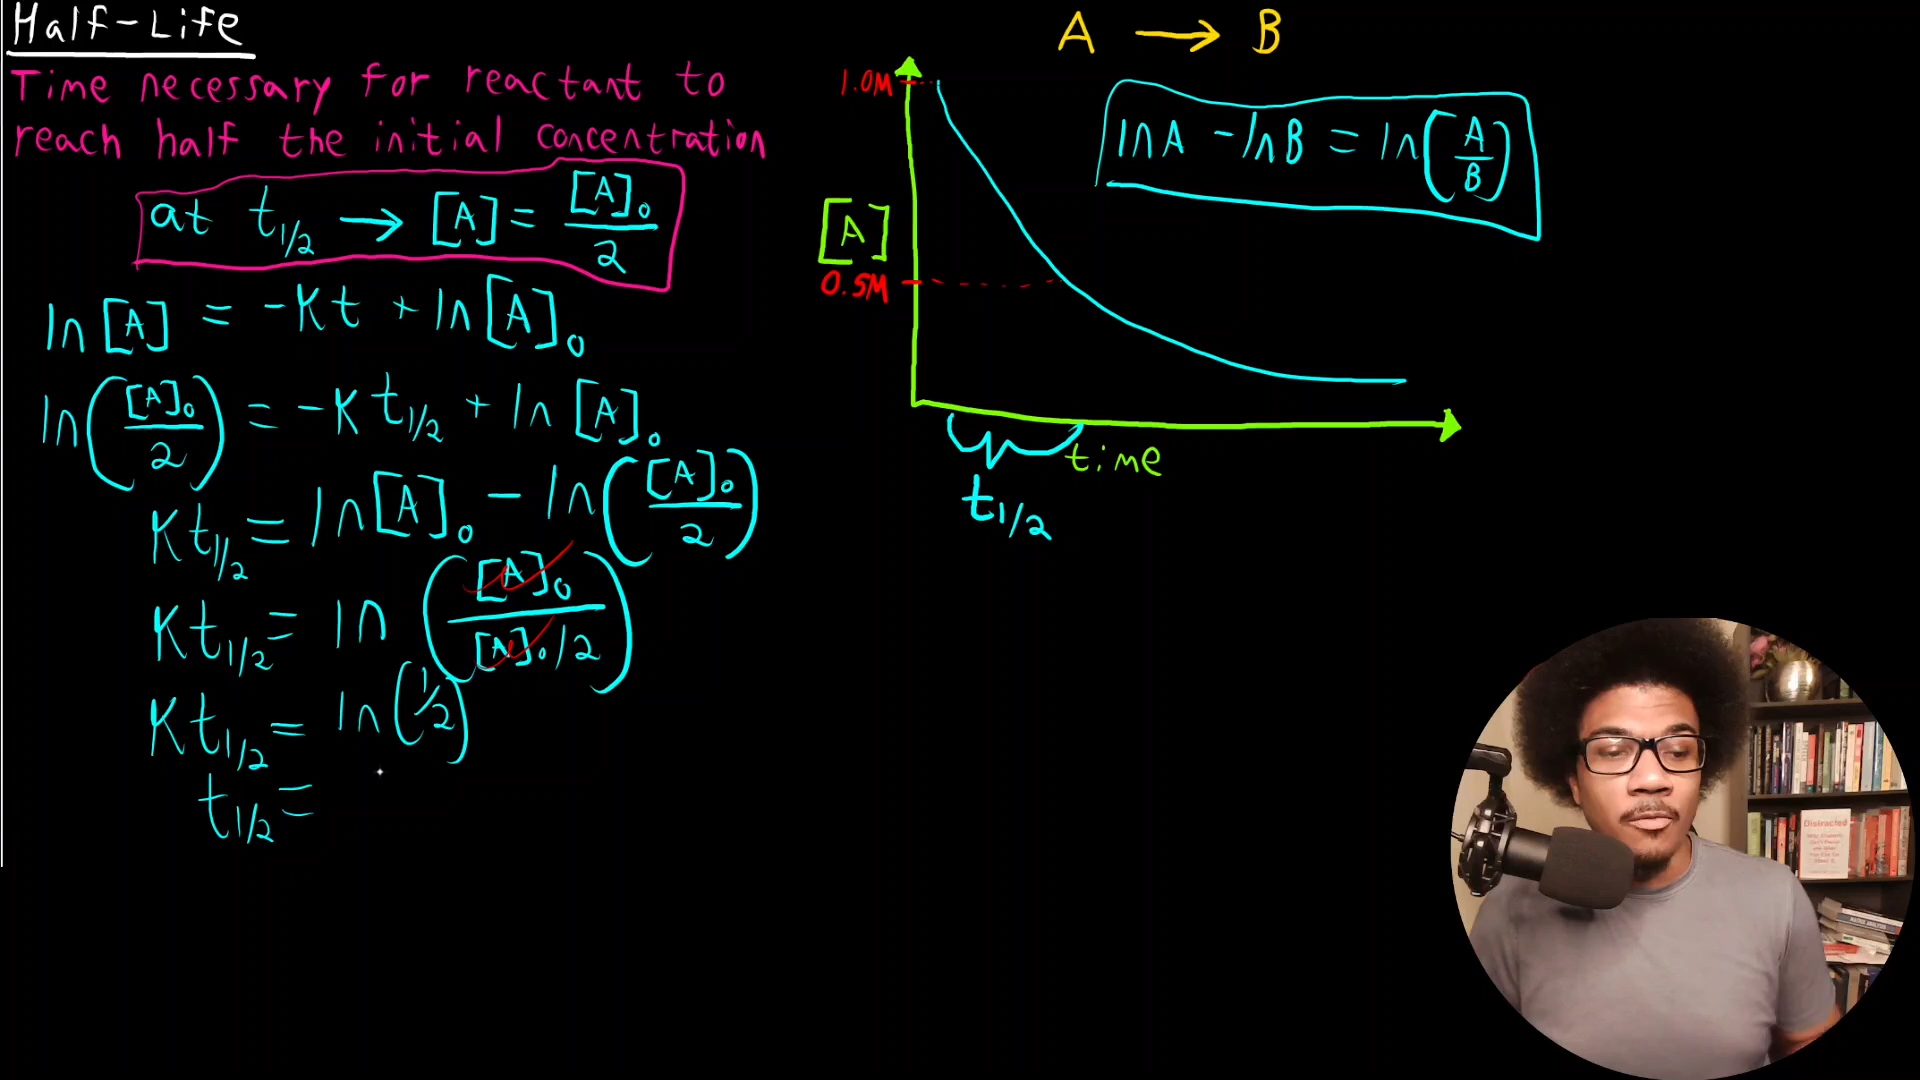 Half-Life
Time necessary for reactant to
reach half the initial concentration
at t₁/₂ → [A] = [A]₀/2
ln[A] = -Kt + ln[A]₀
ln([A]₀/2) = -Kt₁/₂ + ln[A]₀
Kt₁/₂ = ln[A]₀ - ln([A]₀/2)
Kt₁/₂ = ln([A]₀/[A]₀/2)
Kt₁/₂ = ln(1/2)
t₁/₂ =
A → B
lnA - lnB = ln(A/B)
1.0M
[A]
0.5M
time
t₁/₂
Distracted